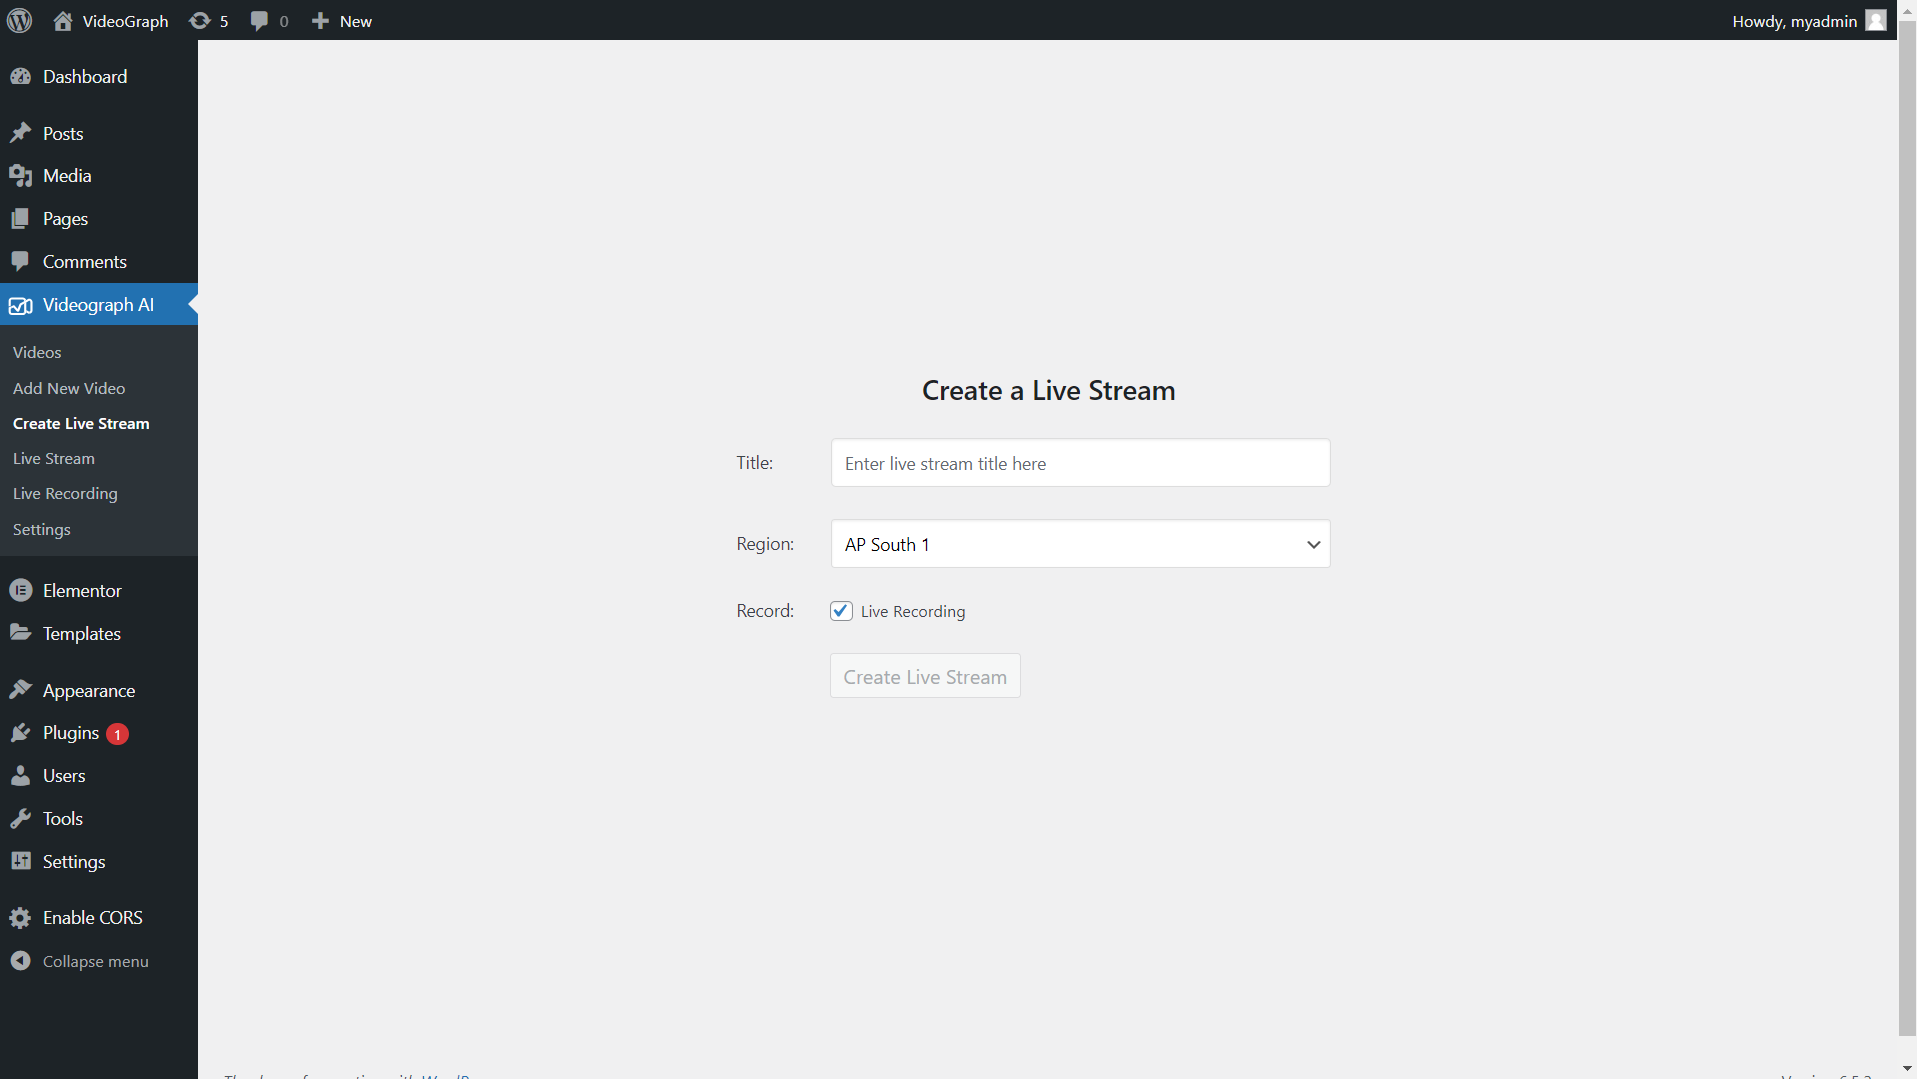 VideoGraph 5 0 New Howdy, myadmin
Dashboard
Posts
Media
Pages
Comments
Videograph AI
Videos
Add New Video
Create Live Stream
Live Stream
Live Recording
Settings
Elementor
Templates
Appearance
Plugins 1
Users
Tools
Settings
Enable CORS
Collapse menu
Create a Live Stream
Title: Enter live stream title here
Region: AP South 1
Record: Live Recording
Create Live Stream